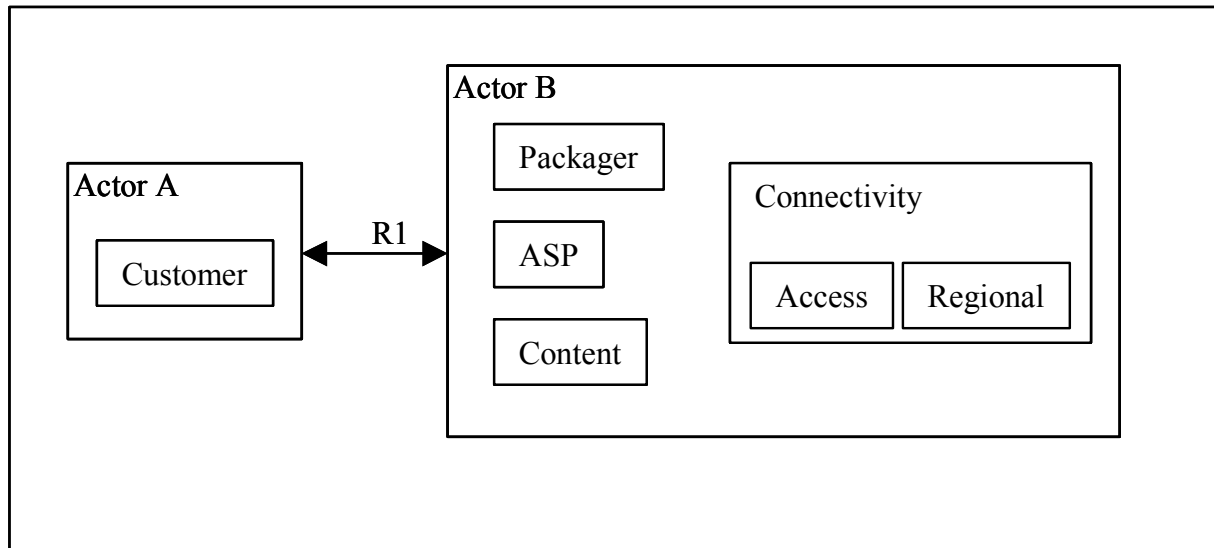 Actor A
Customer
R1
Actor B
Packager
ASP
Content
Connectivity
Access
Regional